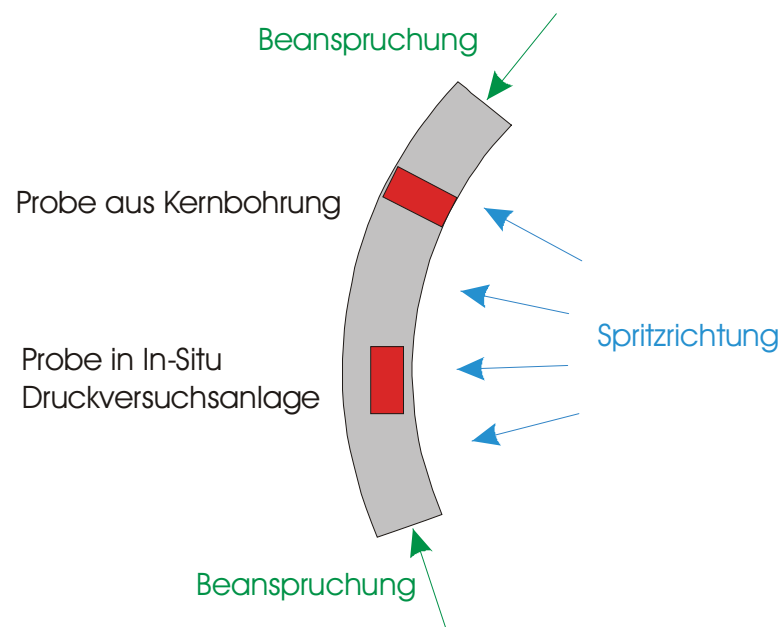 Beanspruchung
Probe aus Kernbohrung
Spritzrichtung
Probe in In-Situ
Druckversuchsanlage
Beanspruchung